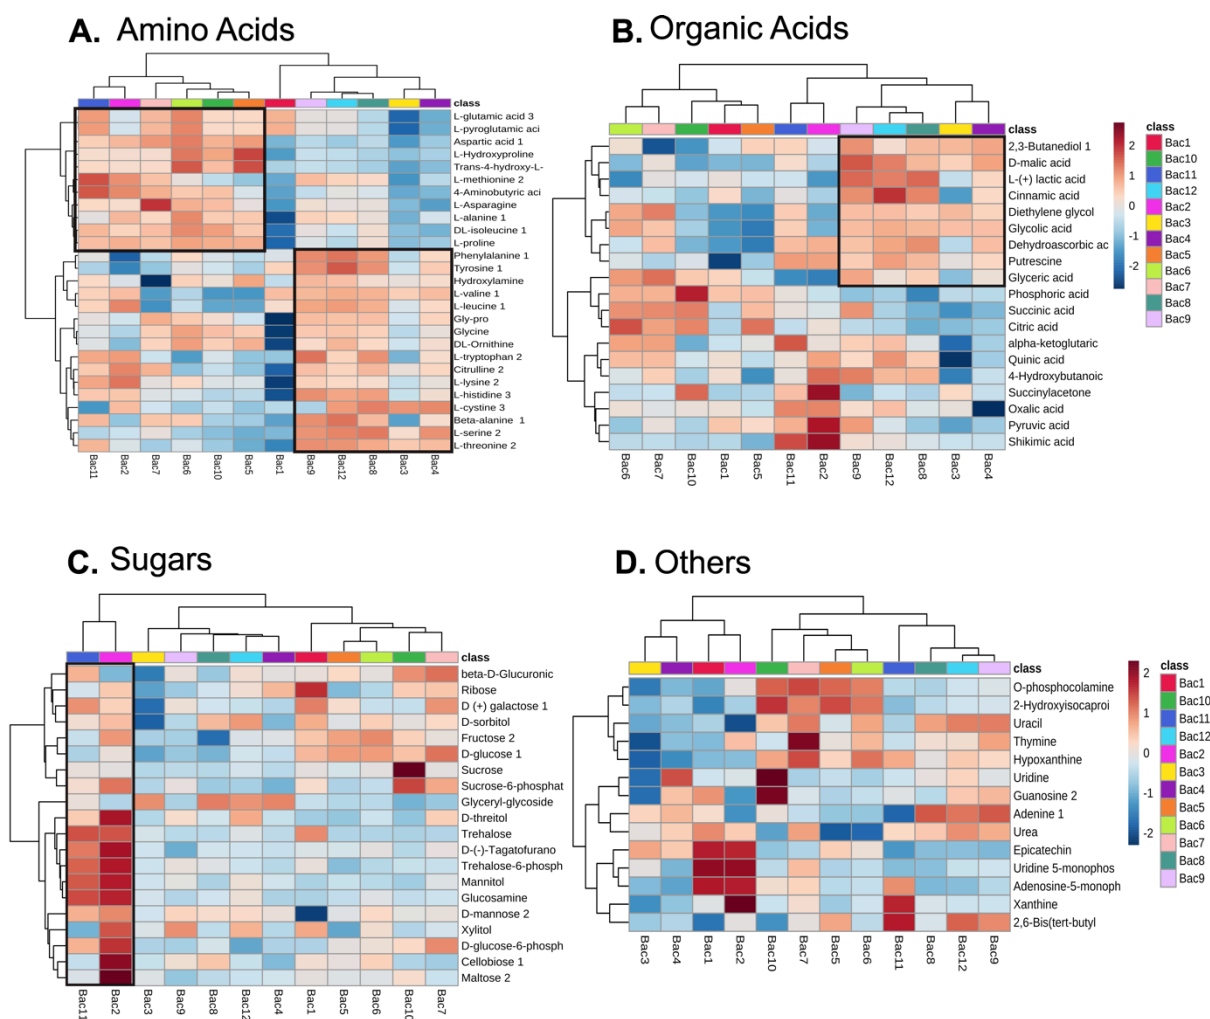 A. Amino Acids
class
L-glutamic acid 3
L-pyroglutamic aci
Aspartic acid 1
L-Hydroxyproline
Trans-4-hydroxy-L-
L-methionine 2
4-Aminobutyric aci
L-Asparagine
L-alanine 1
DL-isoleucine 1
L-proline
Phenylalanine 1
Tyrosine 1
Hydroxylamine
L-valine 1
L-leucine 1
Gly-pro
Glycine
DL-Ornithine
L-tryptophan 2
Citrulline 2
L-lysine 2
L-histidine 3
L-cystine 3
Beta-alanine 1
L-serine 2
L-threonine 2
Bac11
Bac2
Bac7
Bac6
Bac10
Bac5
Bac1
Bac9
Bac12
Bac8
Bac3
Bac4
B. Organic Acids
class
2,3-Butanediol 1
D-malic acid
L-(+) lactic acid
Cinnamic acid
Diethylene glycol
Glycolic acid
Dehydroascorbic ac
Putrescine
Glyceric acid
Phosphoric acid
Succinic acid
Citric acid
alpha-ketoglutaric
Quinic acid
4-Hydroxybutanoic
Succinylacetone
Oxalic acid
Pyruvic acid
Shikimic acid
Bac6
Bac7
Bac10
Bac1
Bac5
Bac11
Bac2
Bac9
Bac12
Bac8
Bac3
Bac4
2
1
0
-1
-2
class
Bac1
Bac10
Bac11
Bac12
Bac2
Bac3
Bac4
Bac5
Bac6
Bac7
Bac8
Bac9
C. Sugars
class
beta-D-Glucuronic
Ribose
D (+) galactose 1
D-sorbitol
Fructose 2
D-glucose 1
Sucrose
Sucrose-6-phosphat
Glyceryl-glycoside
D-threitol
Trehalose
D-(-)-Tagatofurano
Trehalose-6-phosph
Mannitol
Glucosamine
D-mannose 2
Xylitol
D-glucose-6-phosph
Cellobiose 1
Maltose 2
Bac11
Bac2
Bac3
Bac9
Bac8
Bac12
Bac4
Bac1
Bac5
Bac6
Bac10
Bac7
D. Others
class
O-phosphocolamine
2-Hydroxyisocaproi
Uracil
Thymine
Hypoxanthine
Uridine
Guanosine 2
Adenine 1
Urea
Epicatechin
Uridine 5-monophos
Adenosine-5-monoph
Xanthine
2,6-Bis(tert-butyl
Bac3
Bac4
Bac1
Bac2
Bac10
Bac7
Bac5
Bac6
Bac11
Bac8
Bac12
Bac9
2
1
0
-1
-2
class
Bac1
Bac10
Bac11
Bac12
Bac2
Bac3
Bac4
Bac5
Bac6
Bac7
Bac8
Bac9